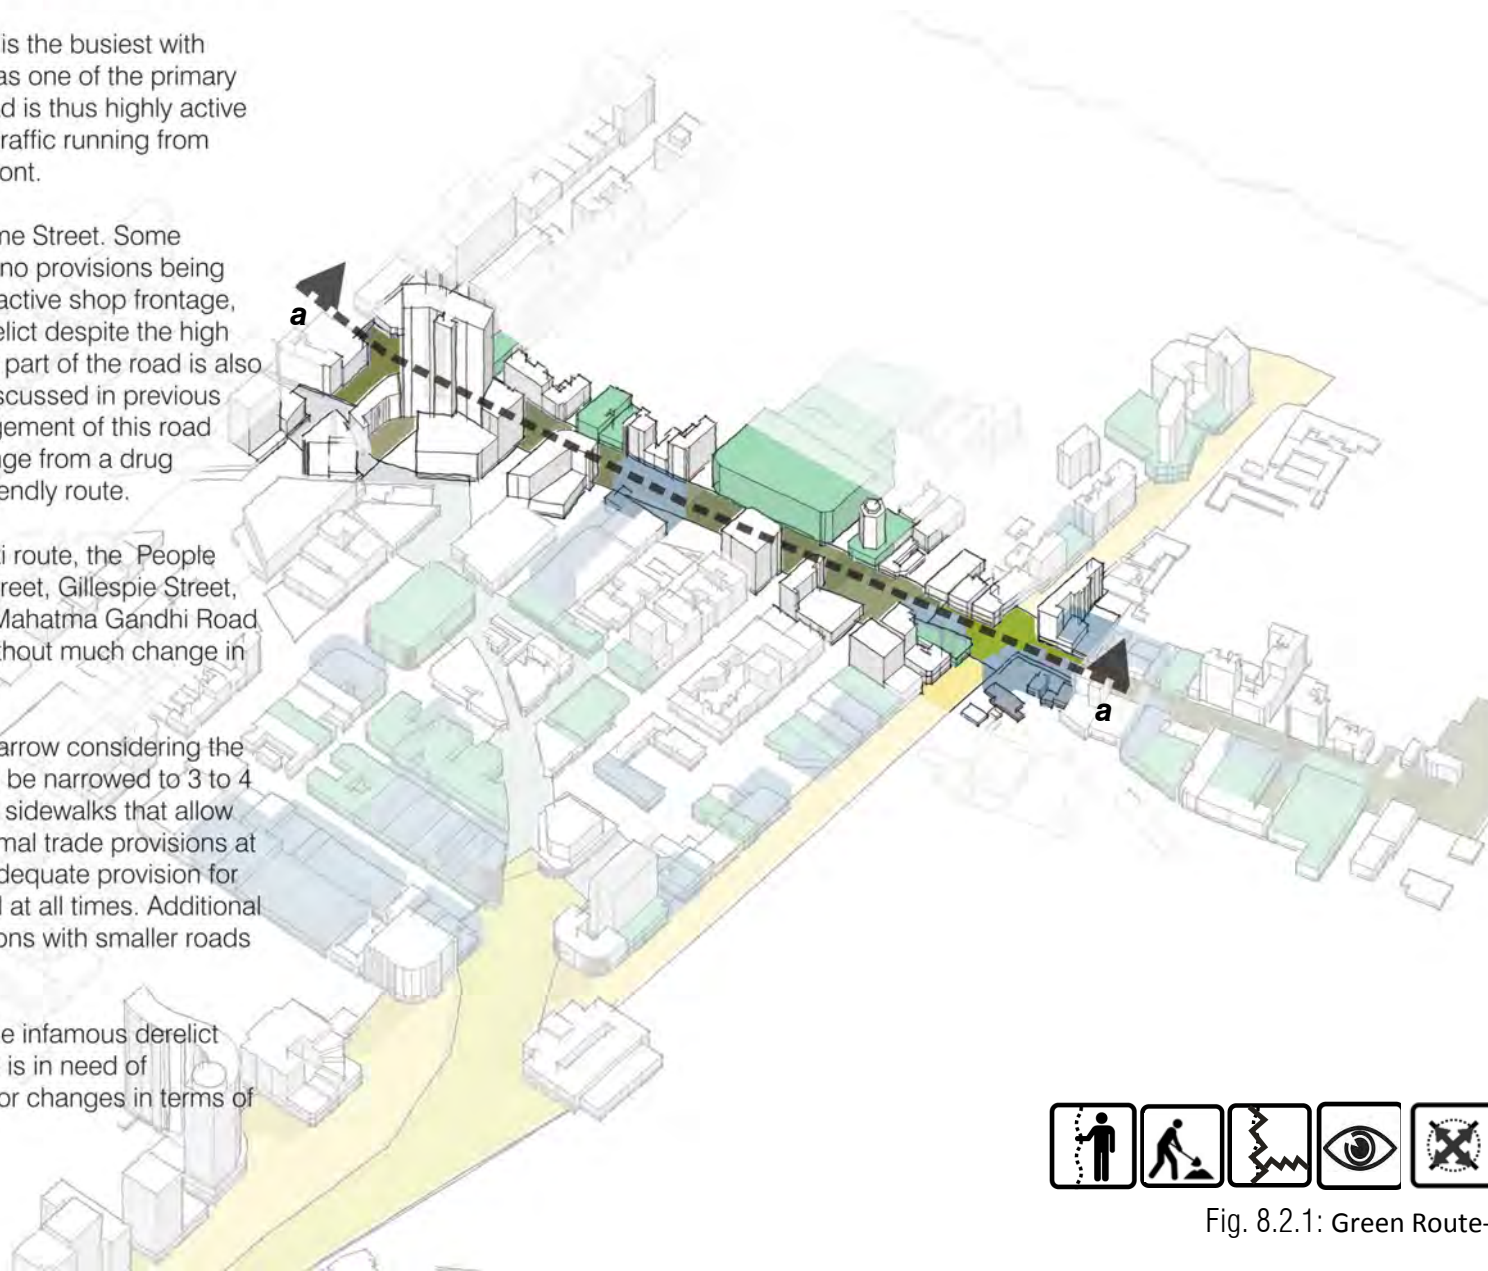 is the busiest with
as one of the primary
d is thus highly active
raffic running from
ont.
ne Street. Some
no provisions being
active shop frontage,
elict despite the high
part of the road is also
iscussed in previous
gement of this road
nge from a drug
endly route.
i route, the People
reet, Gillespie Street,
Mahatma Gandhi Road
thout much change in
arrow considering the
be narrowed to 3 to 4
sidewalks that allow
mal trade provisions at
dequate provision for
d at all times. Additional
ons with smaller roads
e infamous derelict
is in need of
or changes in terms of
a
a
Fig. 8.2.1: Green Route-